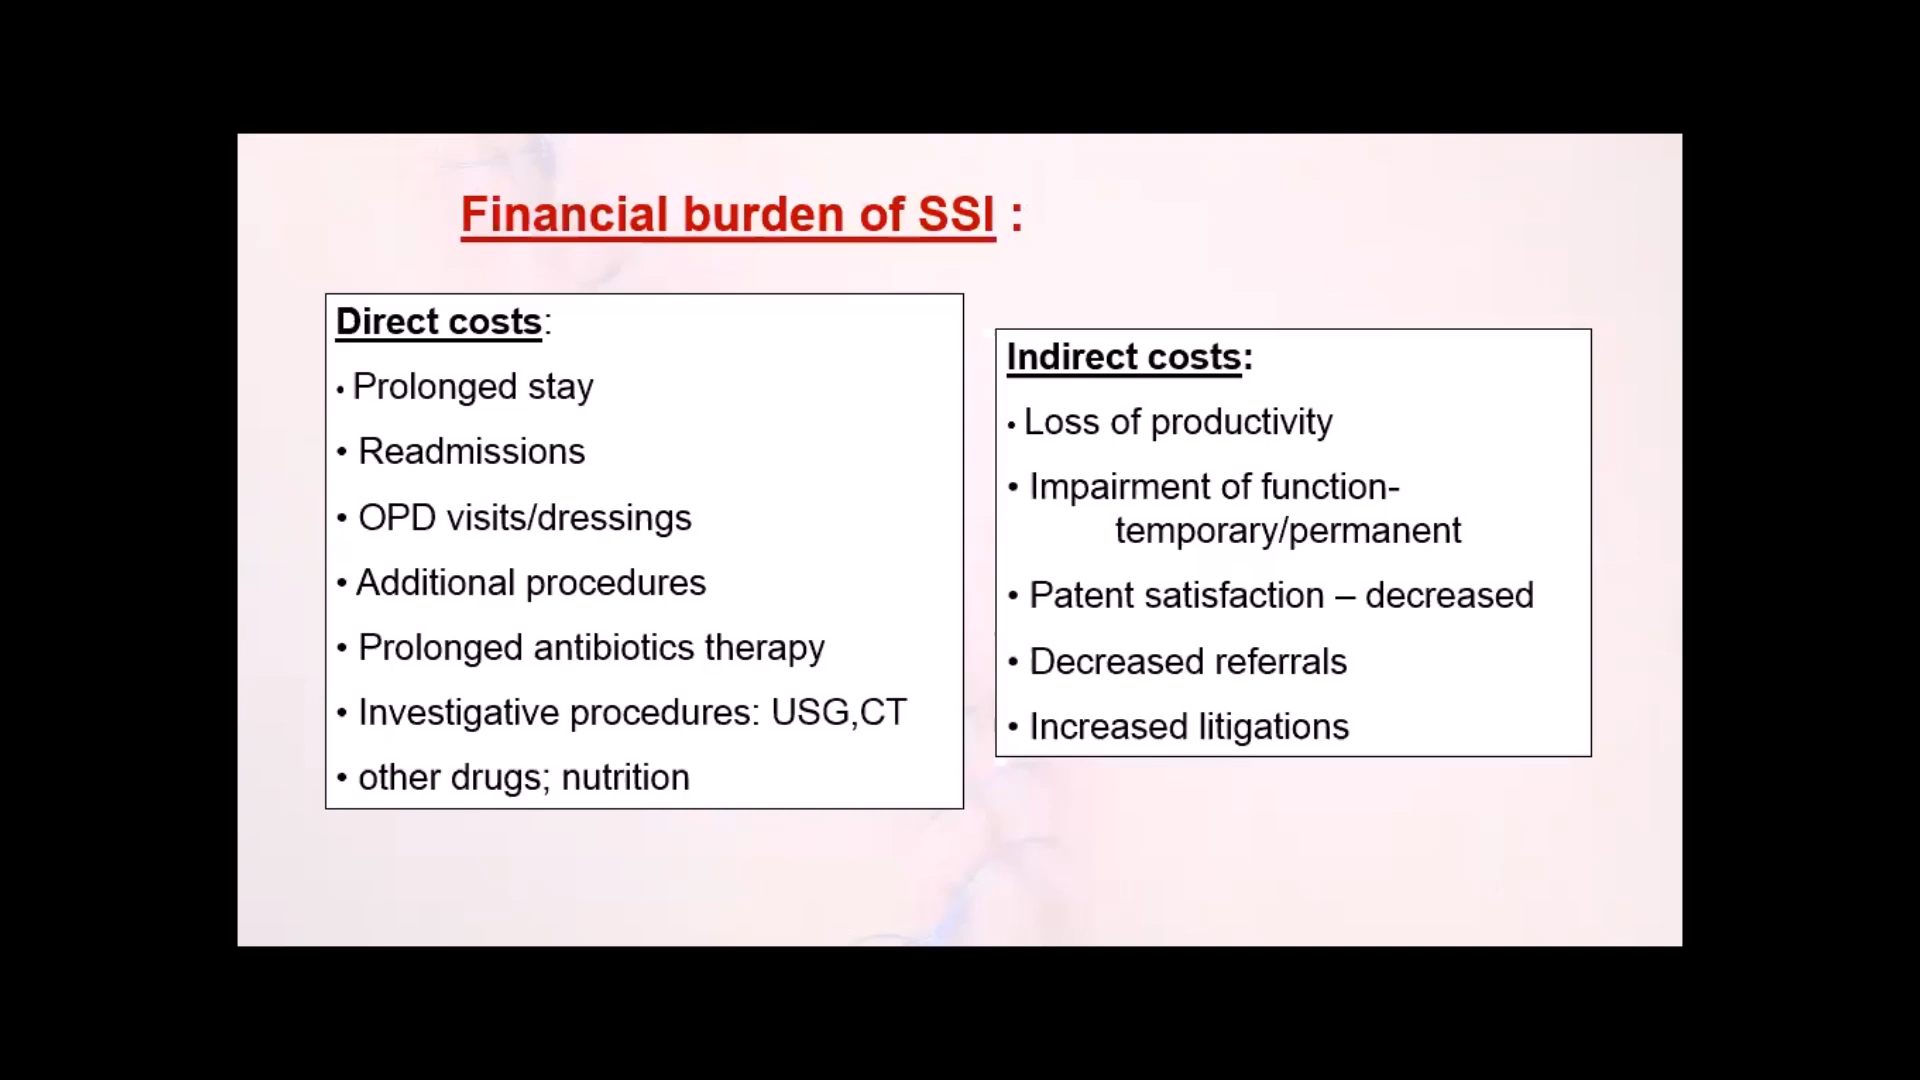 Financial burden of SSI :
Direct costs:
• Prolonged stay
• Readmissions
• OPD visits/dressings
• Additional procedures
• Prolonged antibiotics therapy
• Investigative procedures: USG,CT
• other drugs; nutrition
Indirect costs:
• Loss of productivity
• Impairment of function-
temporary/permanent
• Patent satisfaction – decreased
• Decreased referrals
• Increased litigations